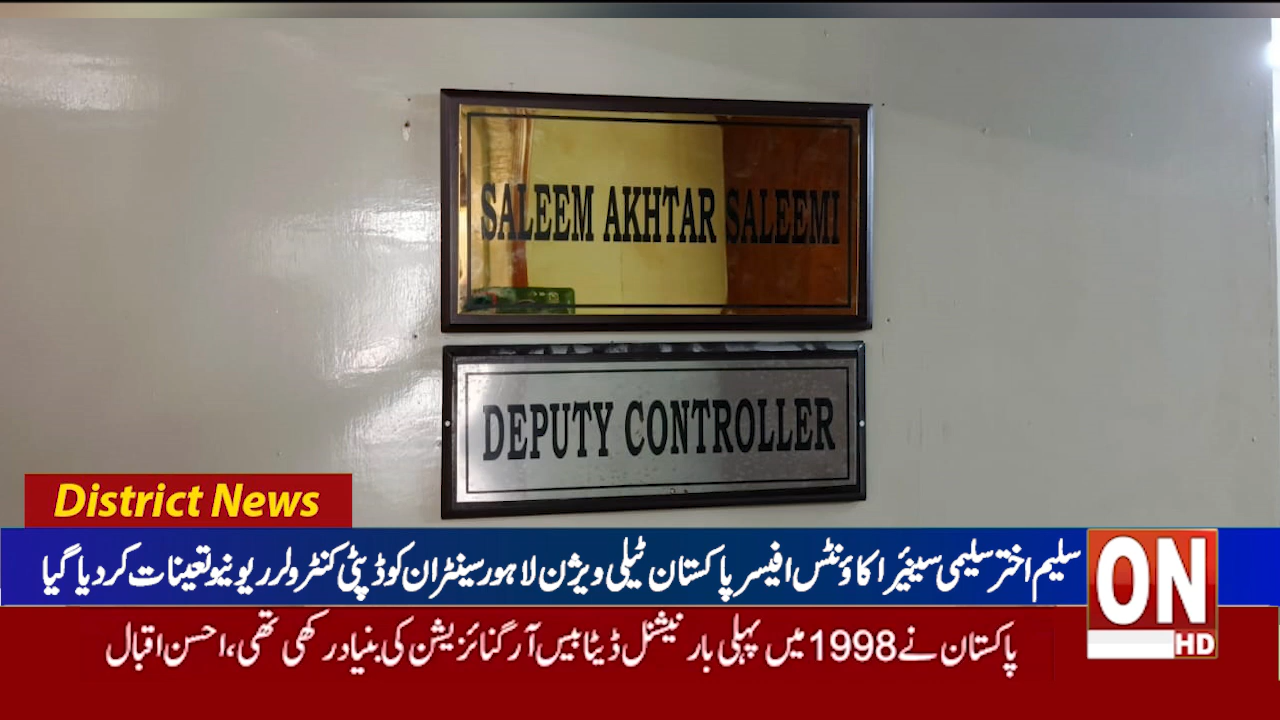 SALEEM AKHTAR SALEEMI
DEPUTY CONTROLLER
District News
سلیم اختر سلیمی سینئیر اکاؤنٹس افیسر پاکستان ٹیلی ویژن لاہور سینٹر ان کو ڈپٹی کنٹرولر ریونیو تعینات کر دیا گیا
پاکستان نے 1998 میں پہلی بار نیشنل ڈیٹا بیس آرگنائزیشن کی بنیاد رکھی تھی، احسن اقبال
ON
HD